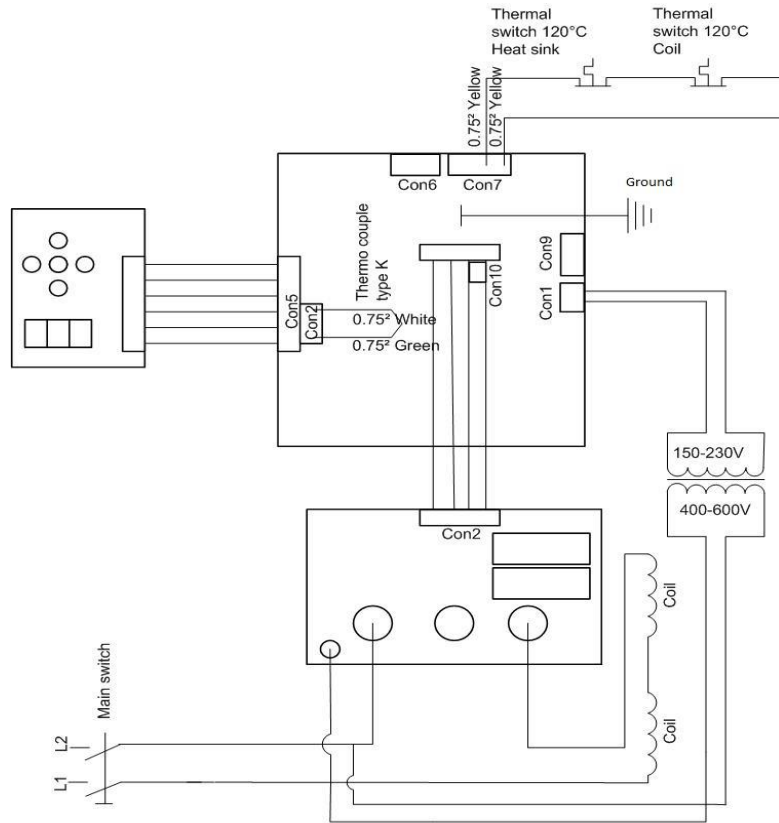 Thermal
switch 120°C
Heat sink
Thermal
switch 120°C
Coil
0.75² Yellow
0.75² Yellow
Con6
Con7
Ground
Con9
Con1
Con10
Thermo couple
type K
0.75² White
0.75² Green
Con5
Con2
150-230V
400-600V
Con2
Coil
Coil
Main switch
L2
L1